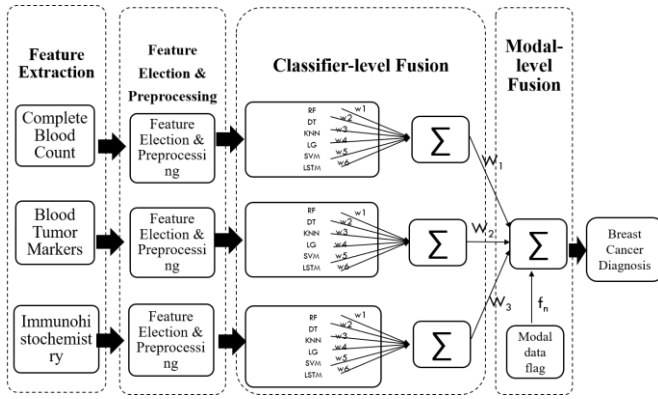 Feature
Extraction
Complete
Blood
Count
Blood
Tumor
Markers
Immunohi
stochemist
ry
Feature
Election &
Preprocessing
Feature
Election &
Preprocessi
ng
Feature
Election &
Preprocessi
ng
Feature
Election &
Preprocessi
ng
Classifier-level Fusion
RF w1
DT w2
KNN w3
LG w4
SVM w5
LSTM w6
Σ
RF w1
DT w2
KNN w3
LG w4
SVM w5
LSTM w6
Σ
RF w1
DT w2
KNN w3
LG w4
SVM w5
LSTM w6
Σ
Modal-
level
Fusion
W1
W2
W3
Σ
fn
Modal
data
flag
Breast
Cancer
Diagnosis